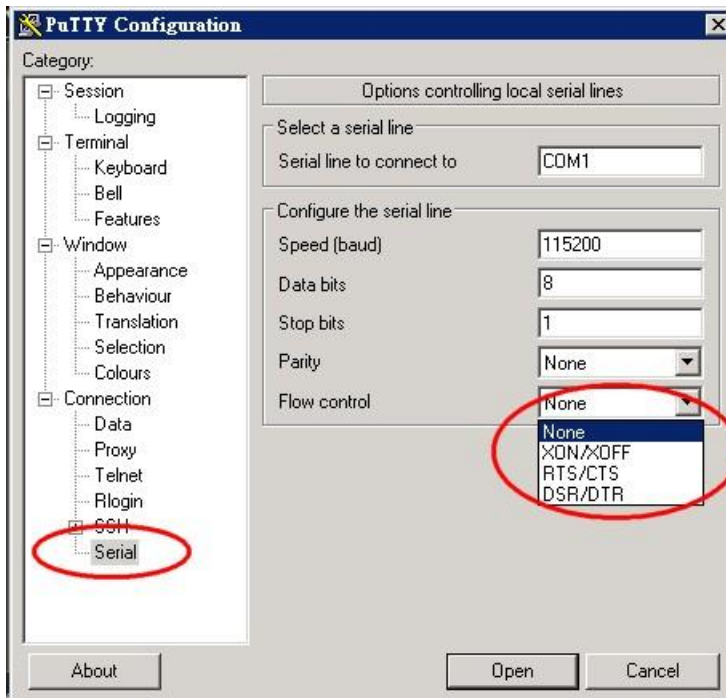 PuTTY Configuration
Category:
Session
Logging
Terminal
Keyboard
Bell
Features
Window
Appearance
Behaviour
Translation
Selection
Colours
Connection
Data
Proxy
Telnet
Rlogin
SSH
Serial
Options controlling local serial lines
Select a serial line
Serial line to connect to COM1
Configure the serial line
Speed (baud) 115200
Data bits 8
Stop bits 1
Parity None
Flow control None
None
XON/XOFF
RTS/CTS
DSR/DTR
About Open Cancel